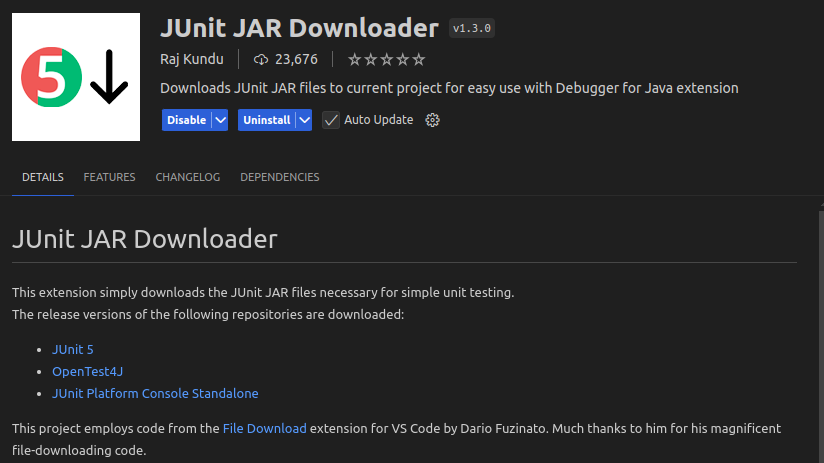 JUnit JAR Downloader v1.3.0
Raj Kundu 23,676
Downloads JUnit JAR files to current project for easy use with Debugger for Java extension
5
Disable Uninstall Auto Update
DETAILS FEATURES CHANGELOG DEPENDENCIES
JUnit JAR Downloader
This extension simply downloads the JUnit JAR files necessary for simple unit testing.
The release versions of the following repositories are downloaded:
JUnit 5
OpenTest4J
JUnit Platform Console Standalone
This project employs code from the File Download extension for VS Code by Dario Fuzinato. Much thanks to him for his magnificent
file-downloading code.